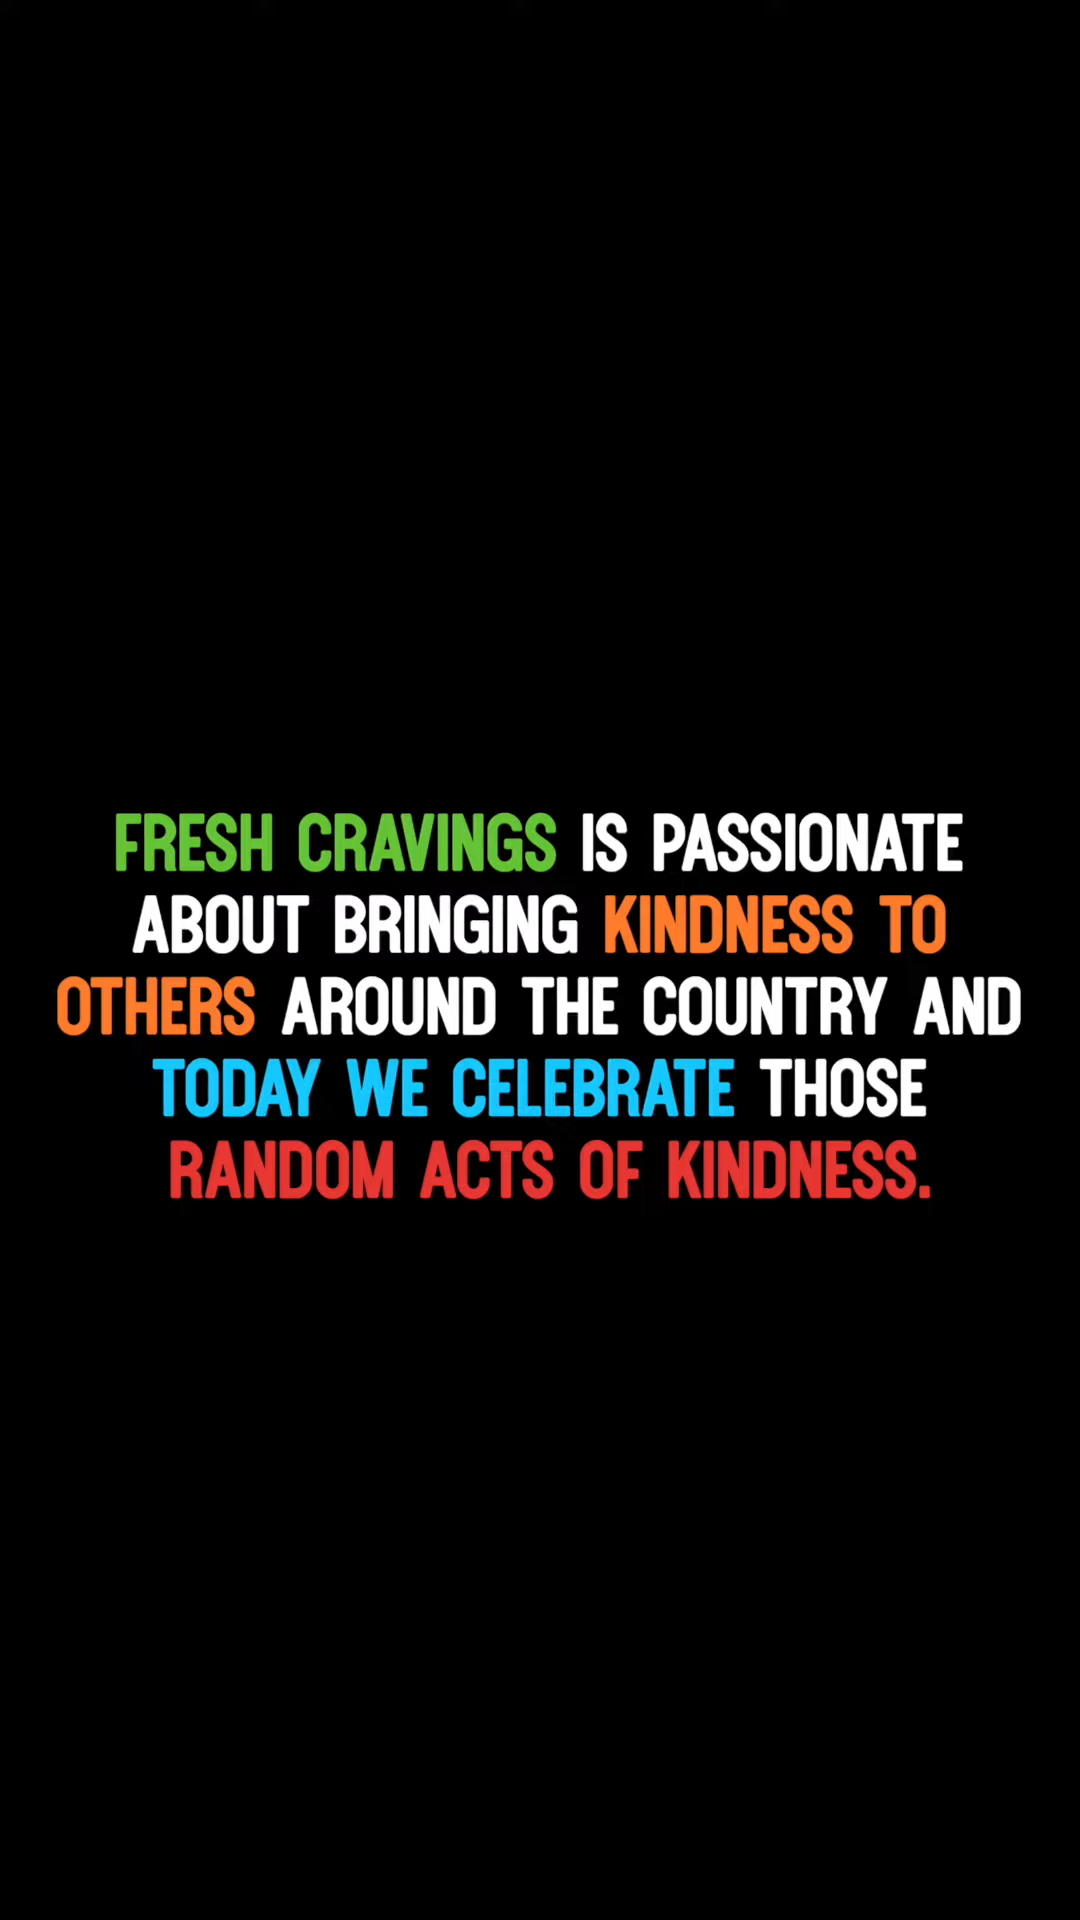 FRESH CRAVINGS IS PASSIONATE
ABOUT BRINGING KINDNESS TO
OTHERS AROUND THE COUNTRY AND
TODAY WE CELEBRATE THOSE
RANDOM ACTS OF KINDNESS.